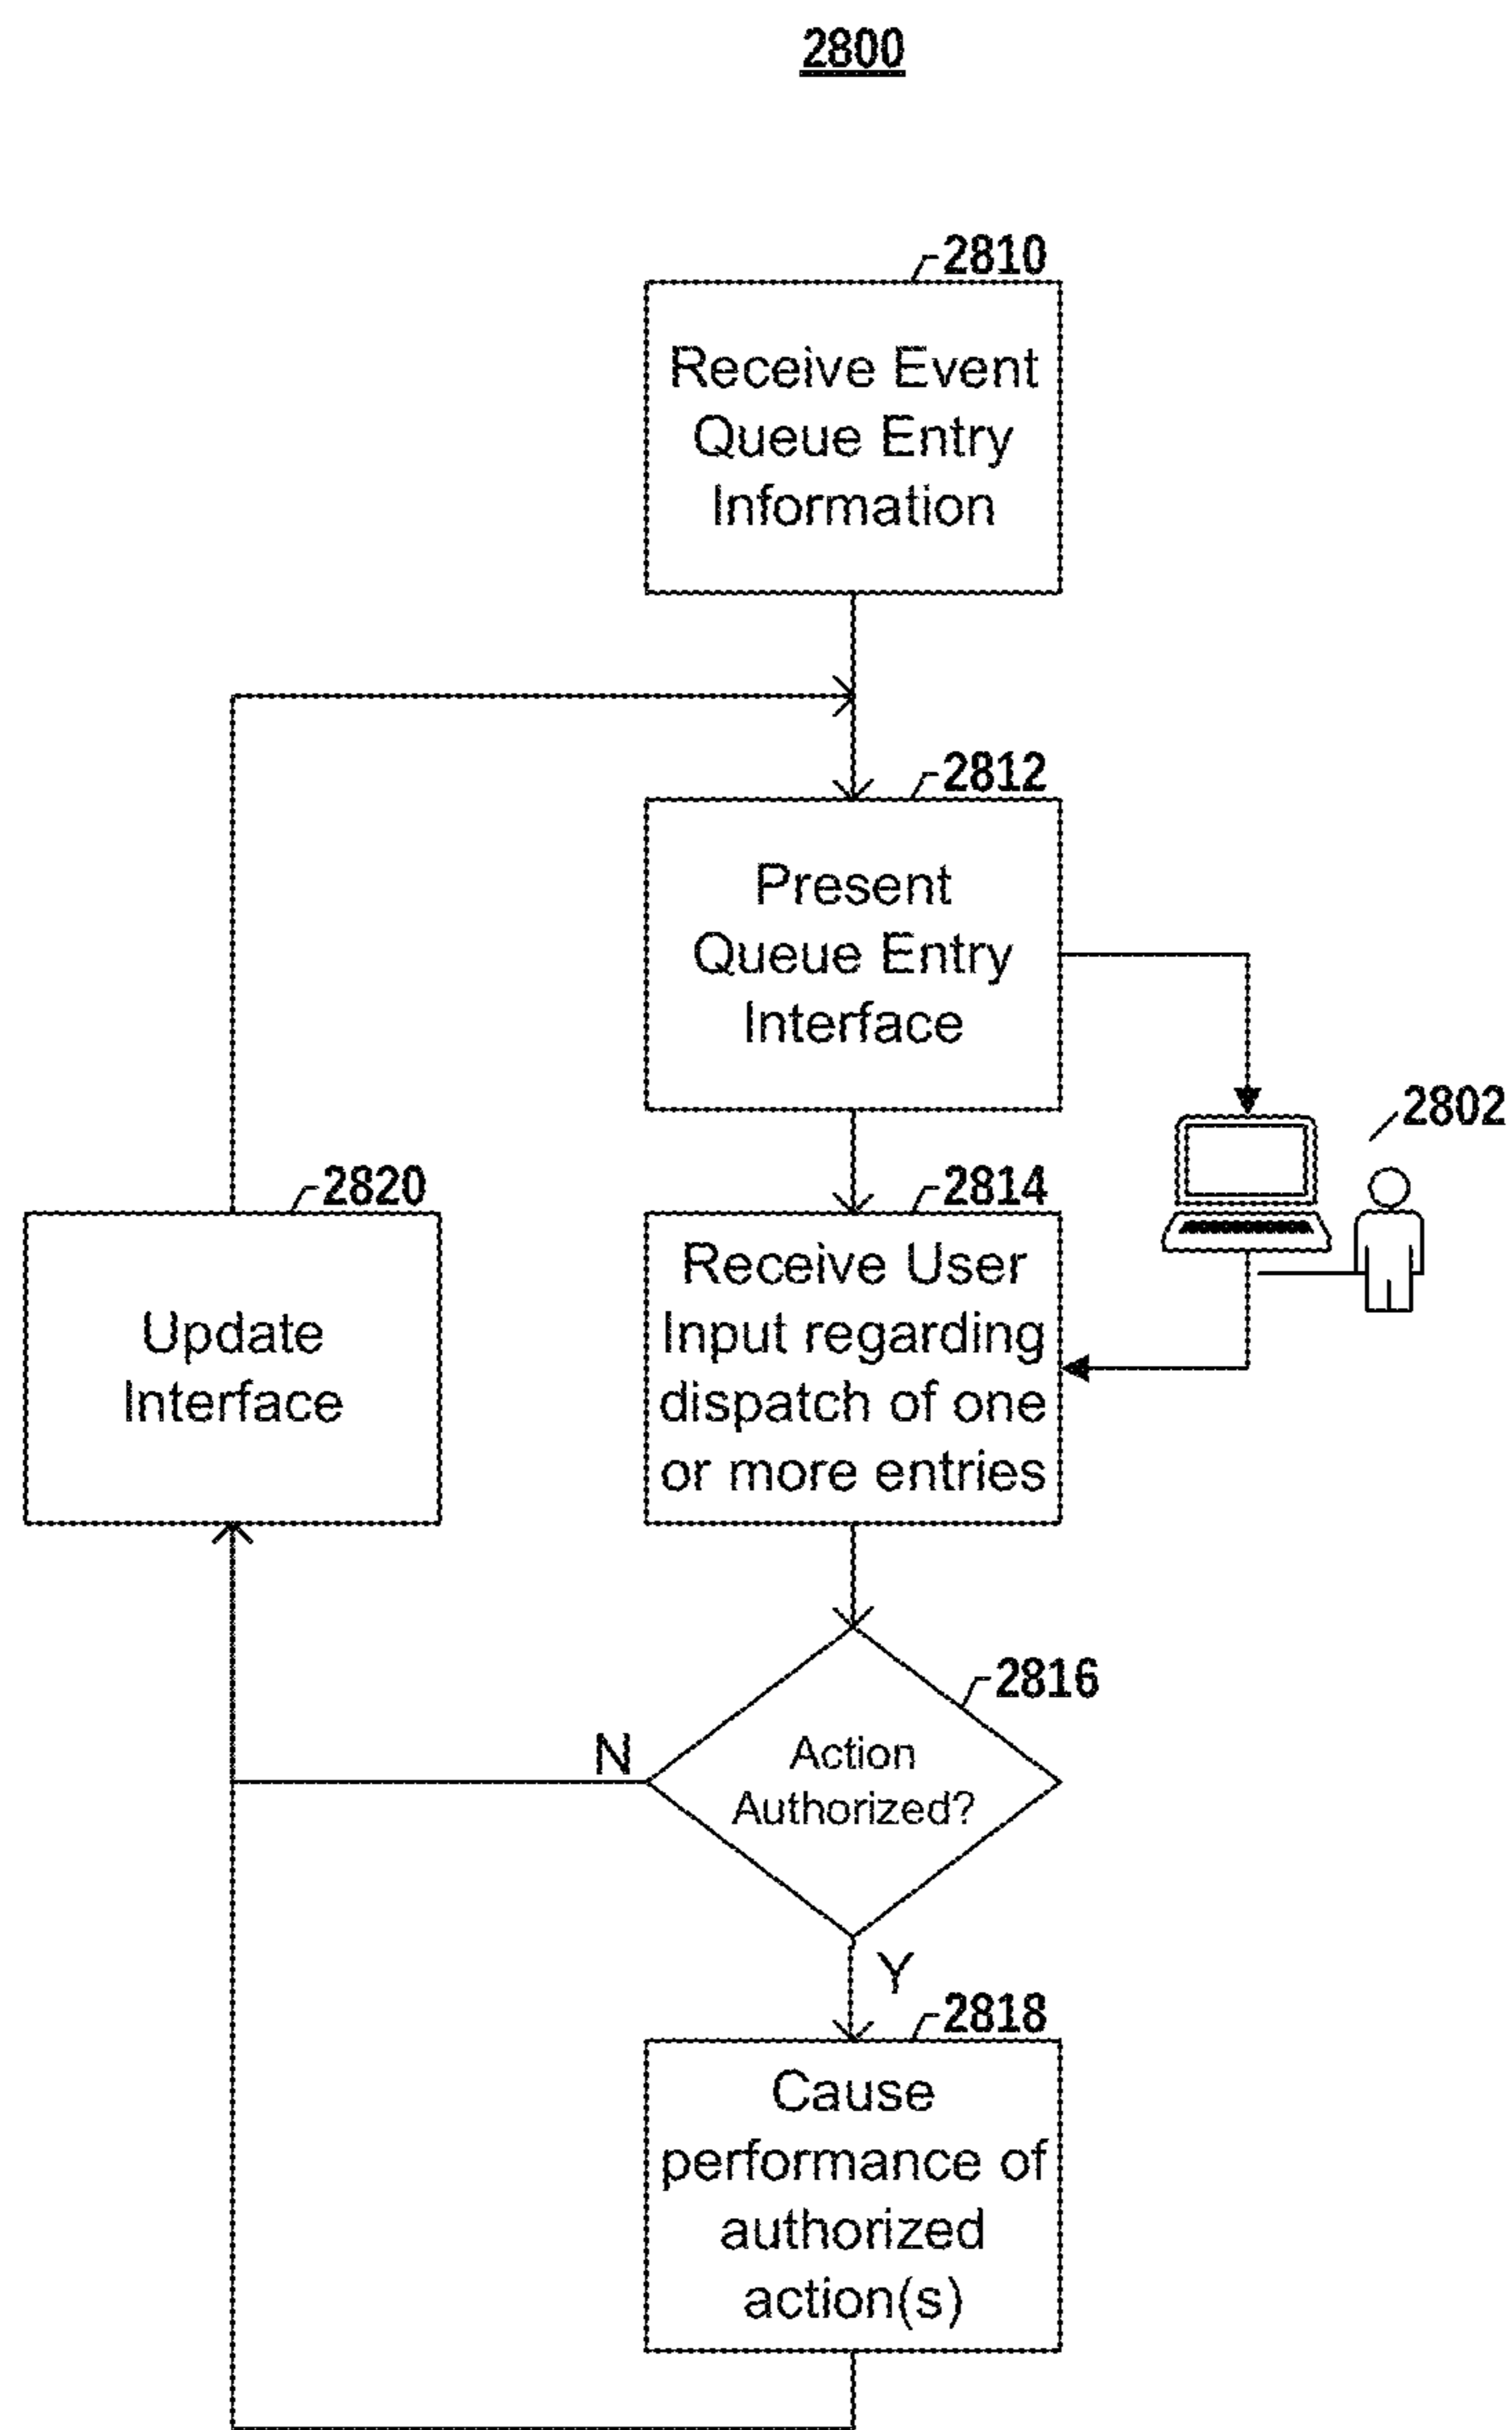 2800
2810
Receive Event
Queue Entry
Information
2812
Present
Queue Entry
Interface
2802
2820
Update
Interface
2814
Receive User
Input regarding
dispatch of one
or more entries
2816
Action
Authorized?
N
Y
2818
Cause
performance of
authorized
action(s)